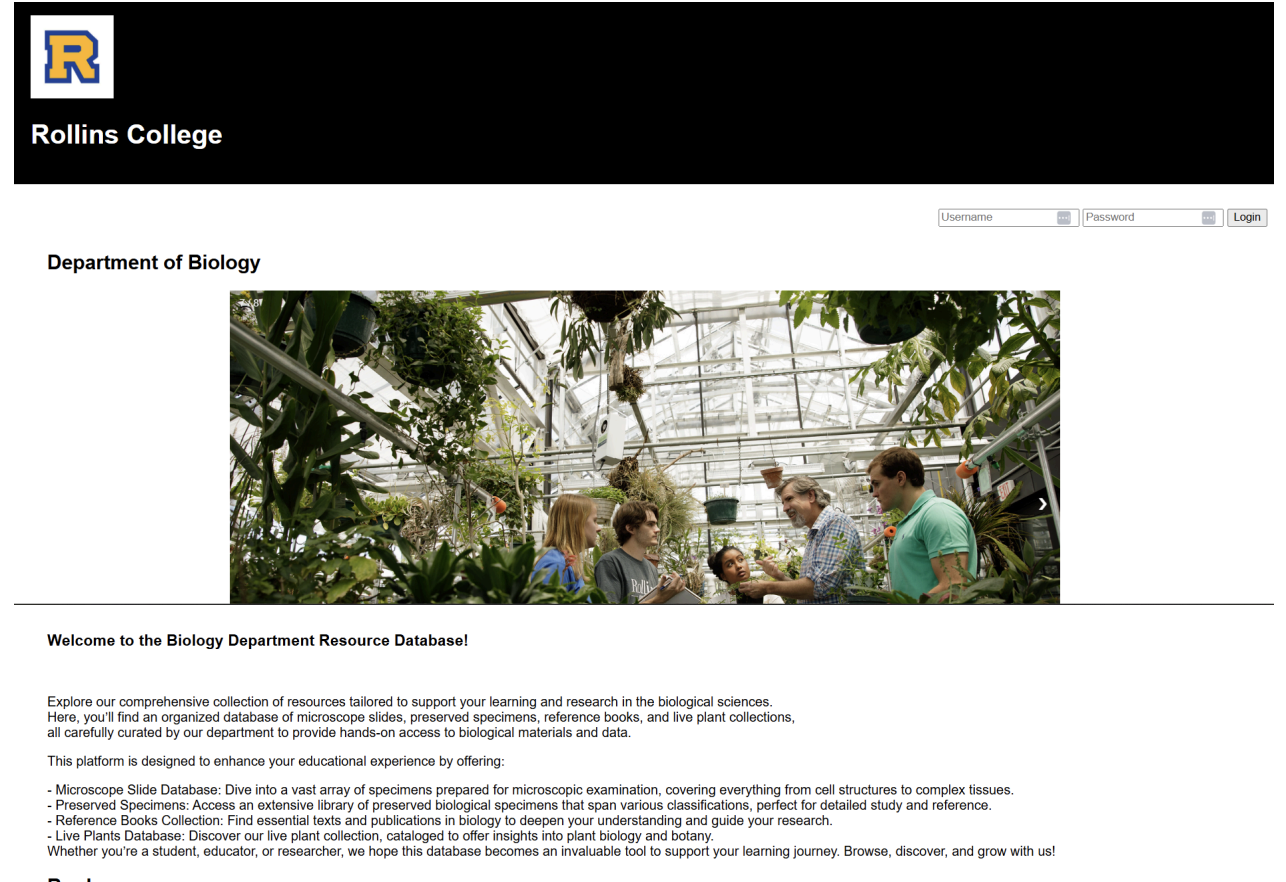 R
Rollins College
Username
Password
Login
Department of Biology
7 / 8
Rollins
Welcome to the Biology Department Resource Database!
Explore our comprehensive collection of resources tailored to support your learning and research in the biological sciences.
Here, you'll find an organized database of microscope slides, preserved specimens, reference books, and live plant collections,
all carefully curated by our department to provide hands-on access to biological materials and data.
This platform is designed to enhance your educational experience by offering:
- Microscope Slide Database: Dive into a vast array of specimens prepared for microscopic examination, covering everything from cell structures to complex tissues.
- Preserved Specimens: Access an extensive library of preserved biological specimens that span various classifications, perfect for detailed study and reference.
- Reference Books Collection: Find essential texts and publications in biology to deepen your understanding and guide your research.
- Live Plants Database: Discover our live plant collection, cataloged to offer insights into plant biology and botany.
Whether you're a student, educator, or researcher, we hope this database becomes an invaluable tool to support your learning journey. Browse, discover, and grow with us!